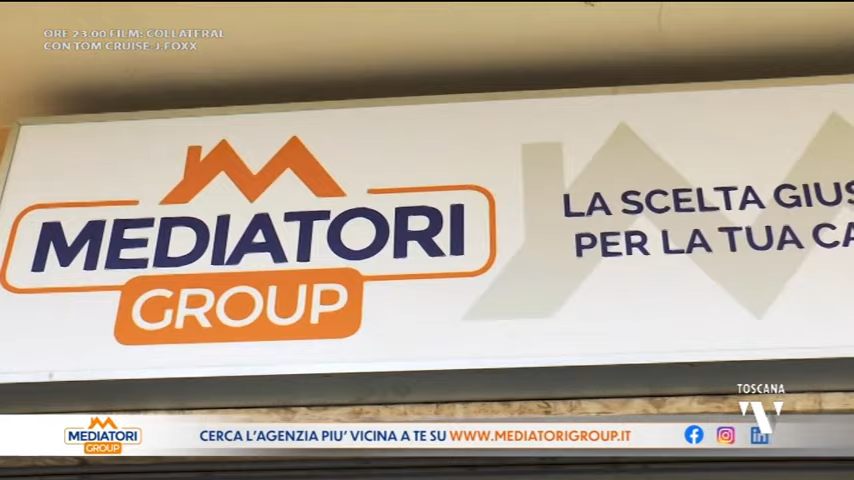 ORE 23.00 FILM: COLLATERAL
CON TOM CRUISE. J.FOXX
MEDIATORI
GROUP
LA SCELTA GIUS
PER LA TUA CA
TOSCANA
TV
MEDIATORI
GROUP
CERCA L'AGENZIA PIU' VICINA A TE SU WWW.MEDIATORIGROUP.IT